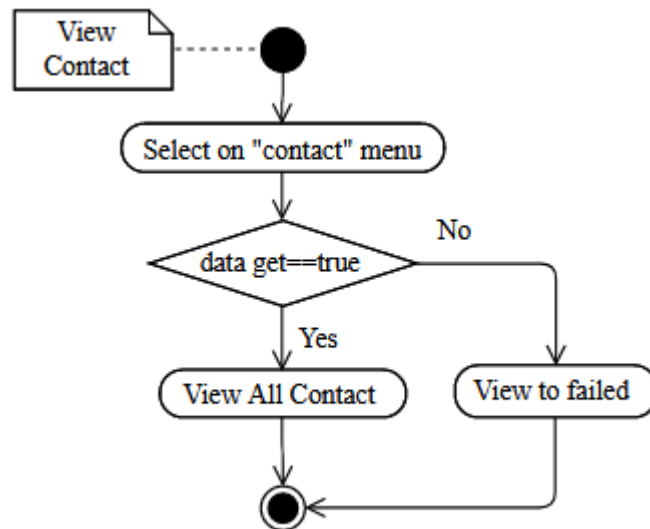 View
Contact
Select on "contact" menu
No
data get==true
Yes
View All Contact
View to failed